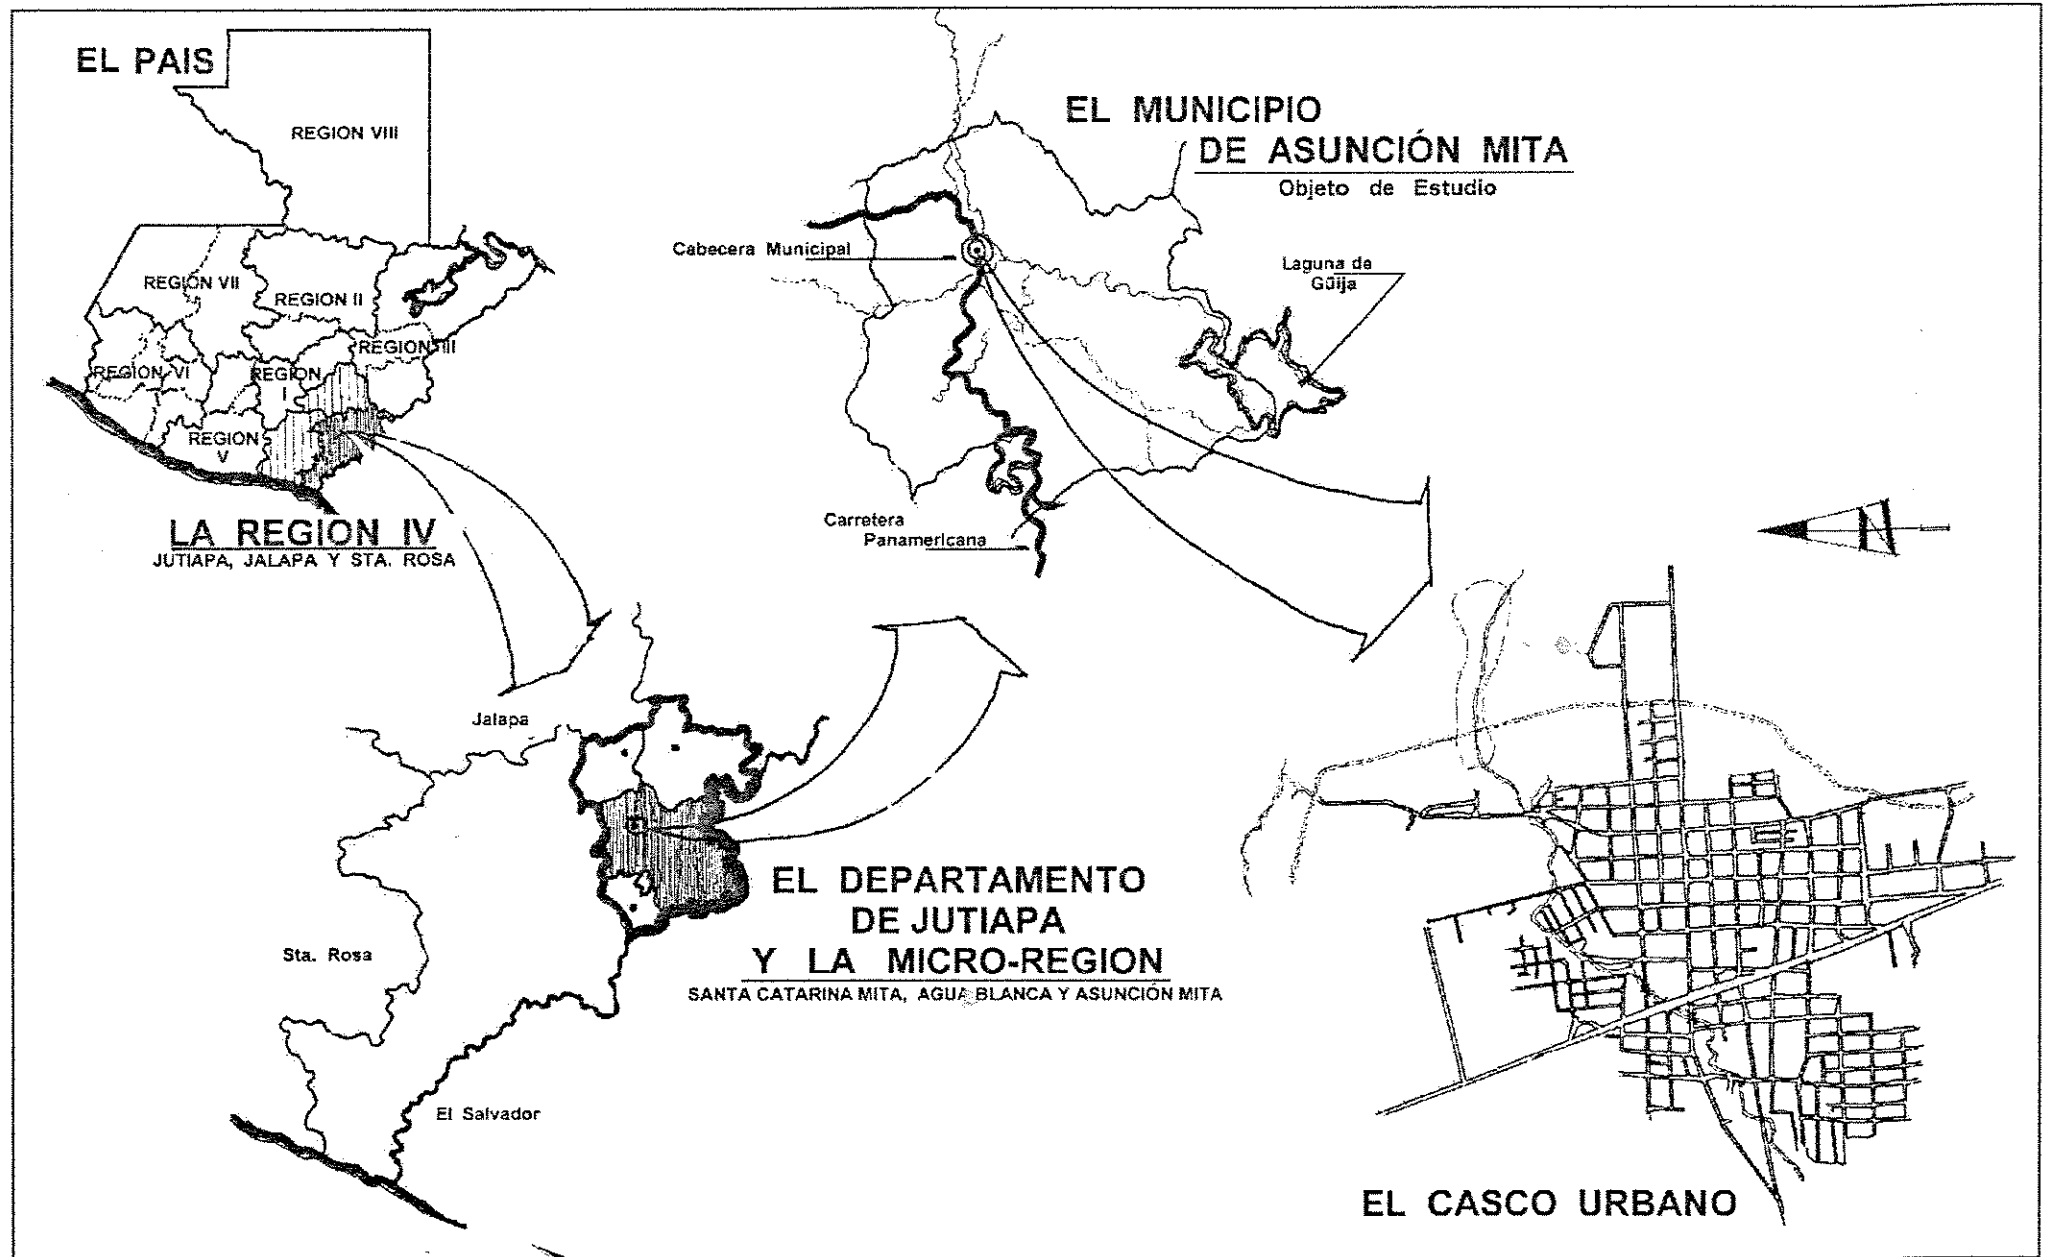 EL PAIS
REGION VIII
REGION VII
REGION II
REGION III
REGION VI
REGION
I
REGION
V
LA REGION IV
JUTIAPA, JALAPA Y STA. ROSA
EL MUNICIPIO
DE ASUNCIÓN MITA
Objeto de Estudio
Cabecera Municipal
Laguna de
Güija
Carretera
Panamericana
N
Jalapa
Sta. Rosa
El Salvador
EL DEPARTAMENTO
DE JUTIAPA
Y LA MICRO-REGION
SANTA CATARINA MITA, AGUA BLANCA Y ASUNCIÓN MITA
EL CASCO URBANO